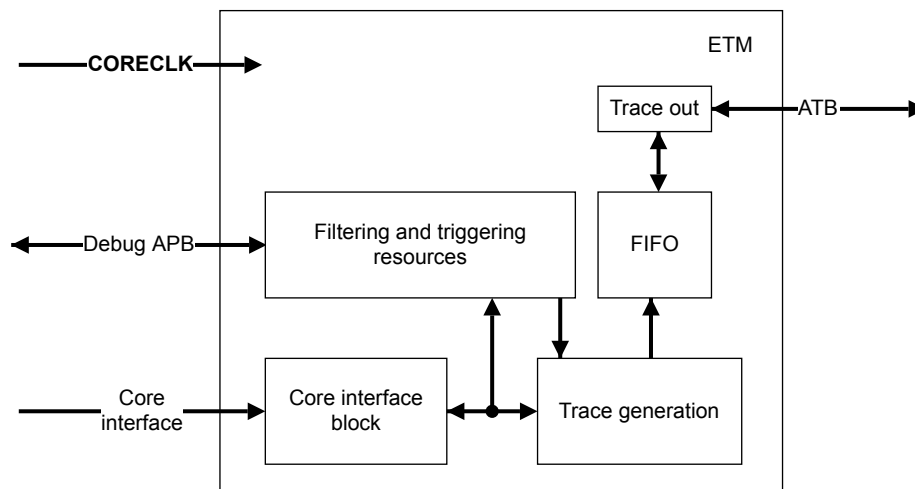 ETM
CORECLK
Trace out
ATB
Debug APB
Filtering and triggering
resources
FIFO
Core
interface
Core interface
block
Trace generation